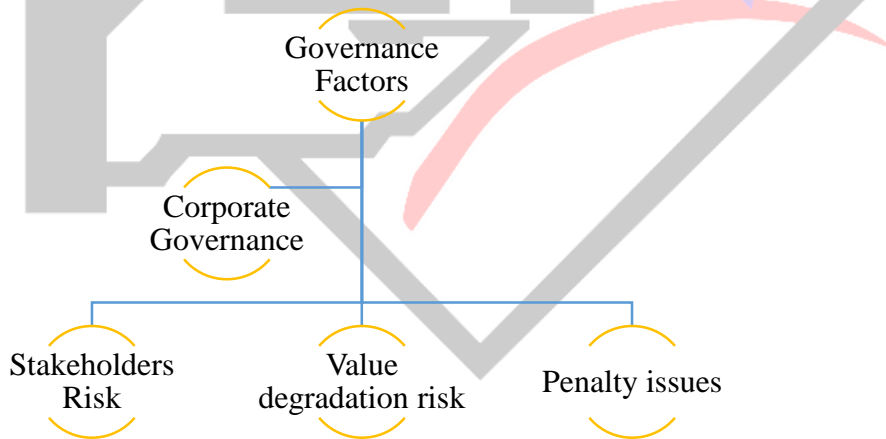 Governance
Factors
Corporate
Governance
Stakeholders
Risk
Value
degradation risk
Penalty issues